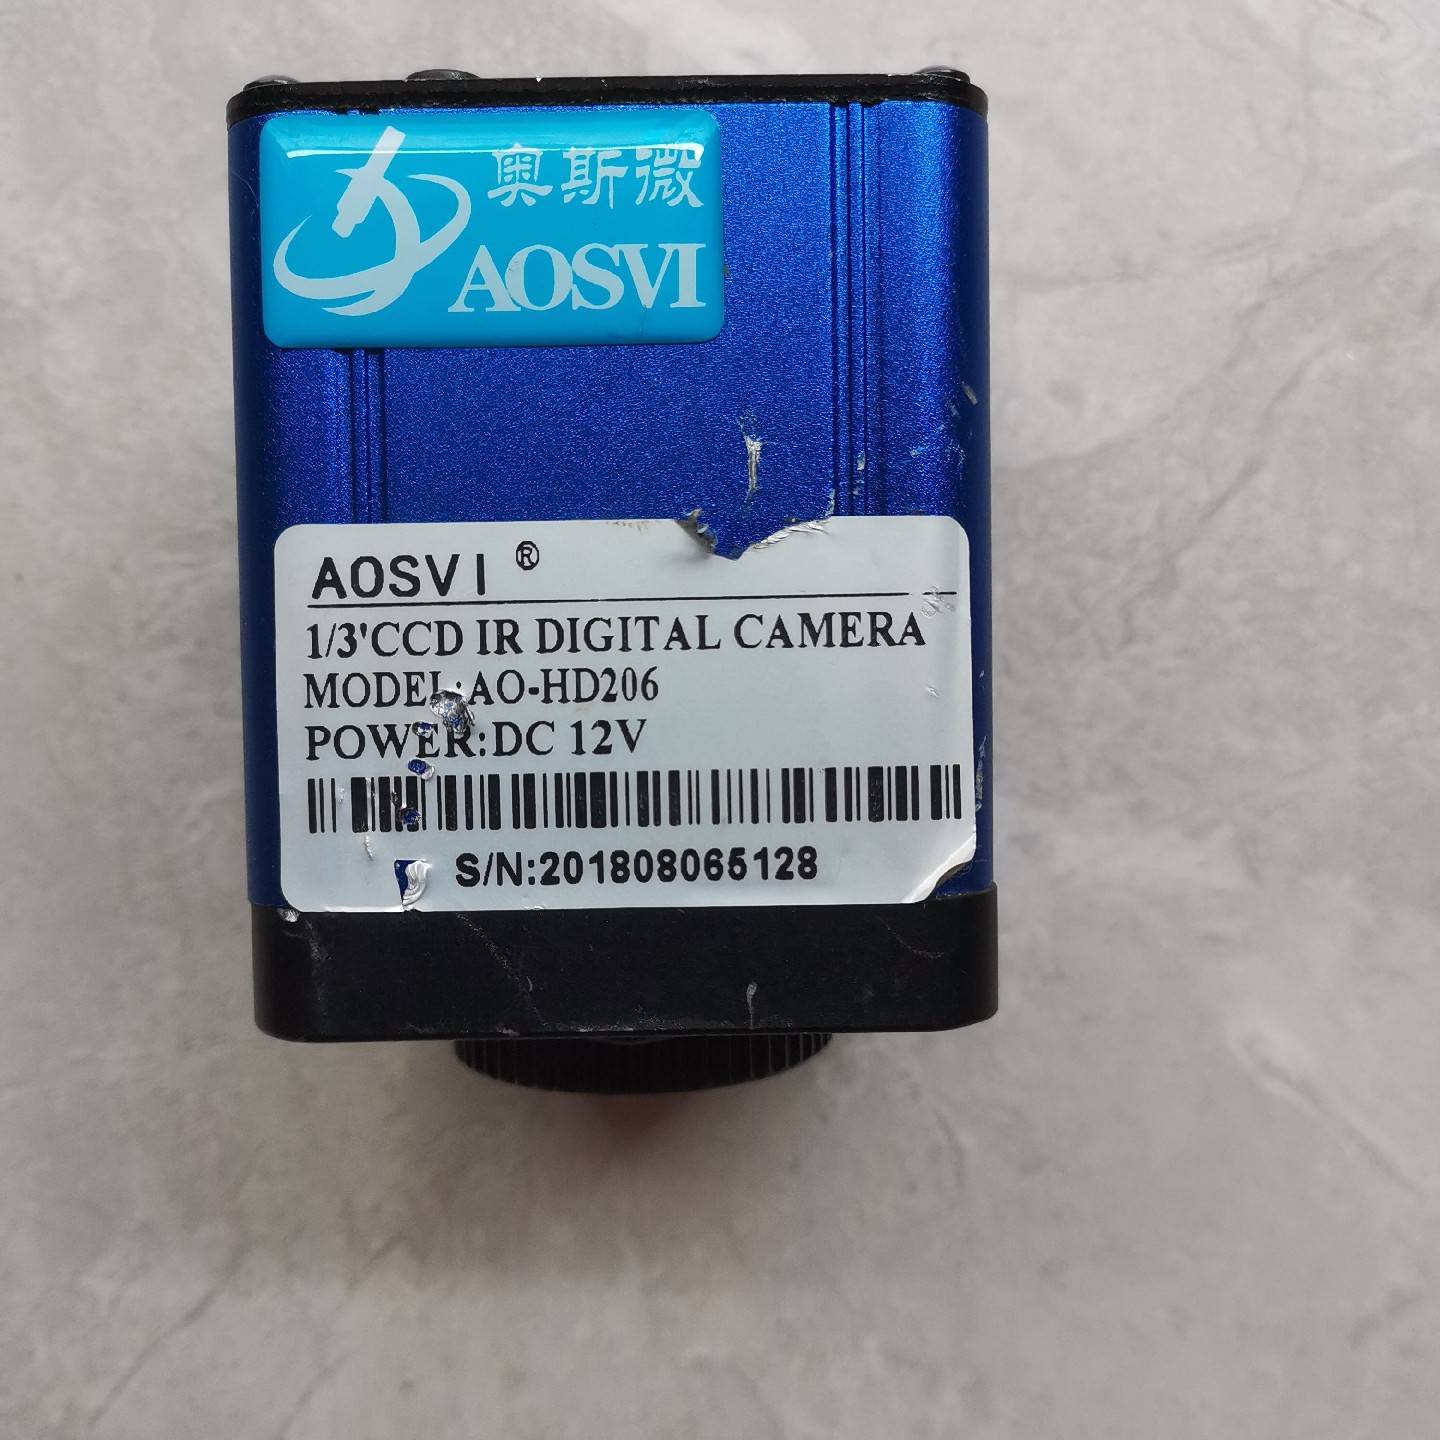 奥斯微
AOSVI
AOSVI ®
1/3'CCD IR DIGITAL CAMERA
MODEL:AO-HD206
POWER:DC 12V
S/N:201808065128